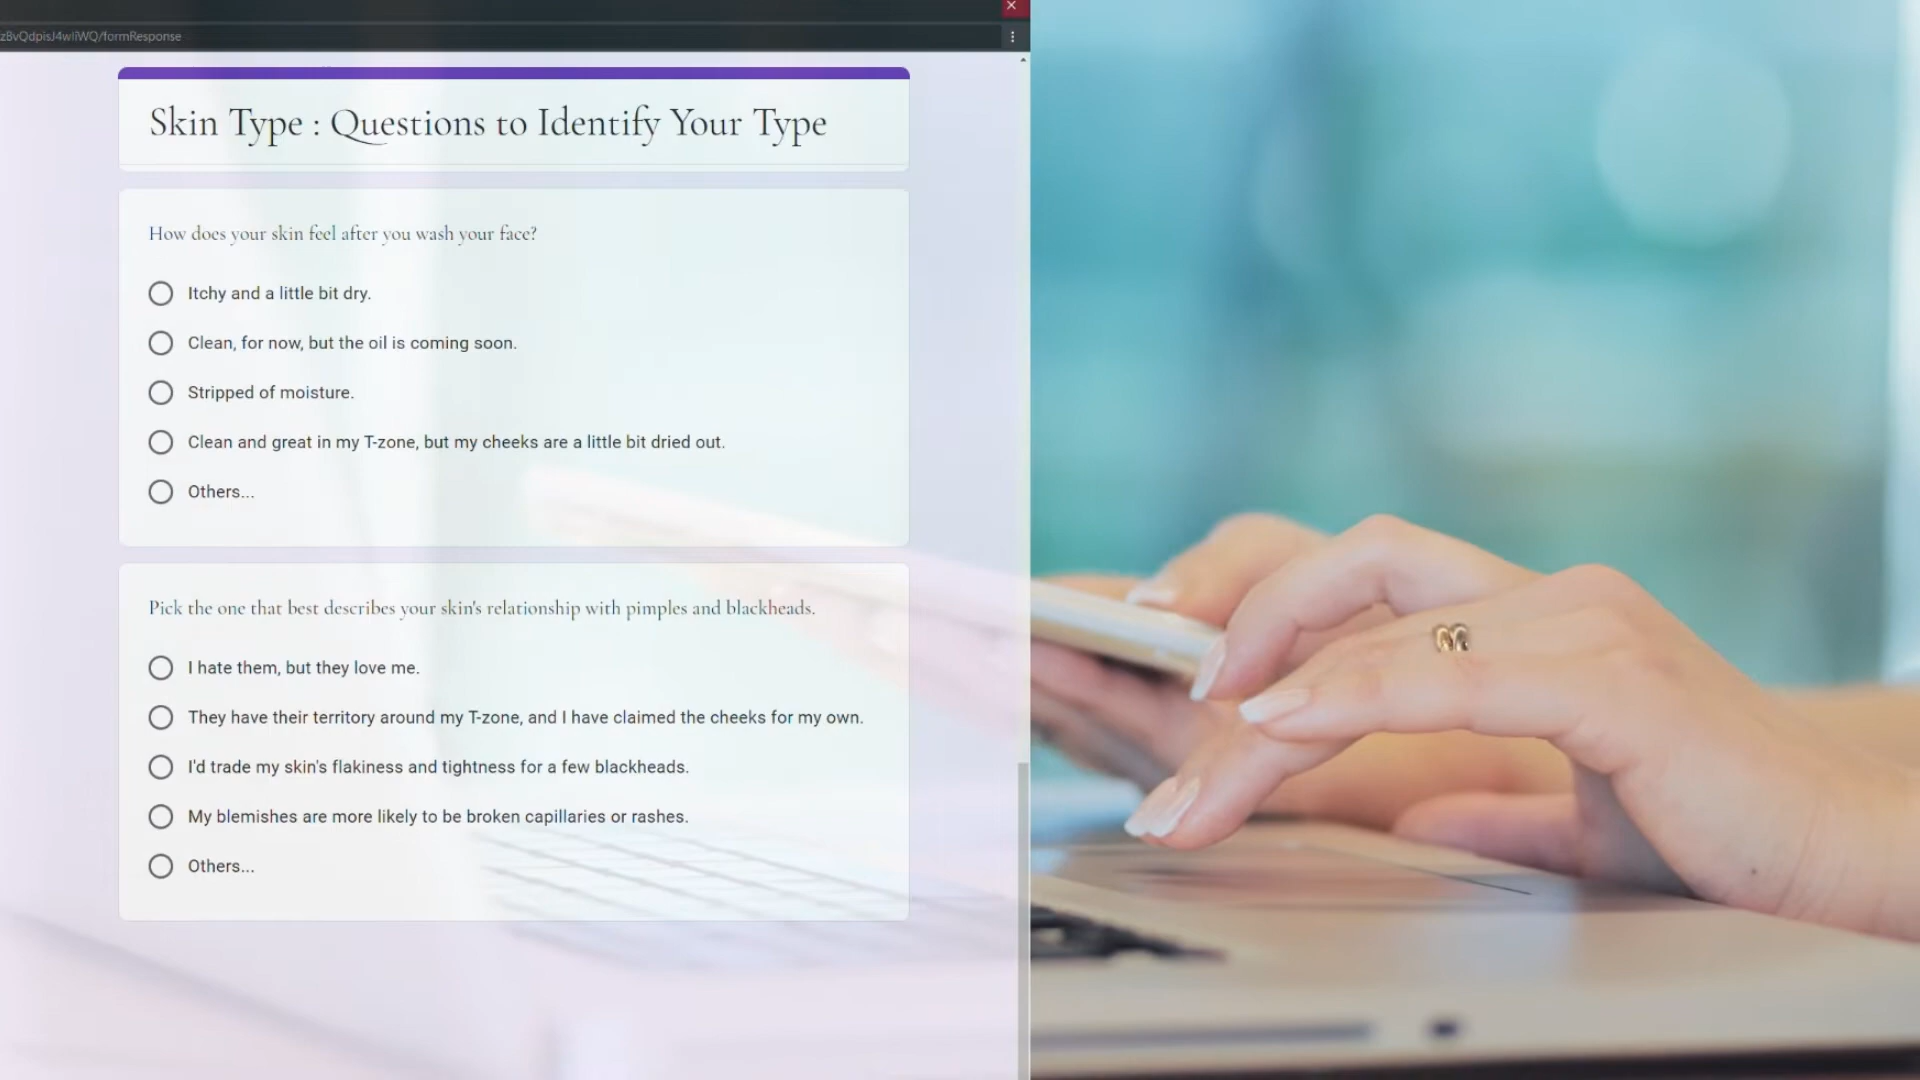 z8vQdpisJ4wIiWQ/formResponse
Skin Type : Questions to Identify Your Type
How does your skin feel after you wash your face?
Itchy and a little bit dry.
Clean, for now, but the oil is coming soon.
Stripped of moisture.
Clean and great in my T-zone, but my cheeks are a little bit dried out.
Others...
Pick the one that best describes your skin's relationship with pimples and blackheads.
I hate them, but they love me.
They have their territory around my T-zone, and I have claimed the cheeks for my own.
I'd trade my skin's flakiness and tightness for a few blackheads.
My blemishes are more likely to be broken capillaries or rashes.
Others...